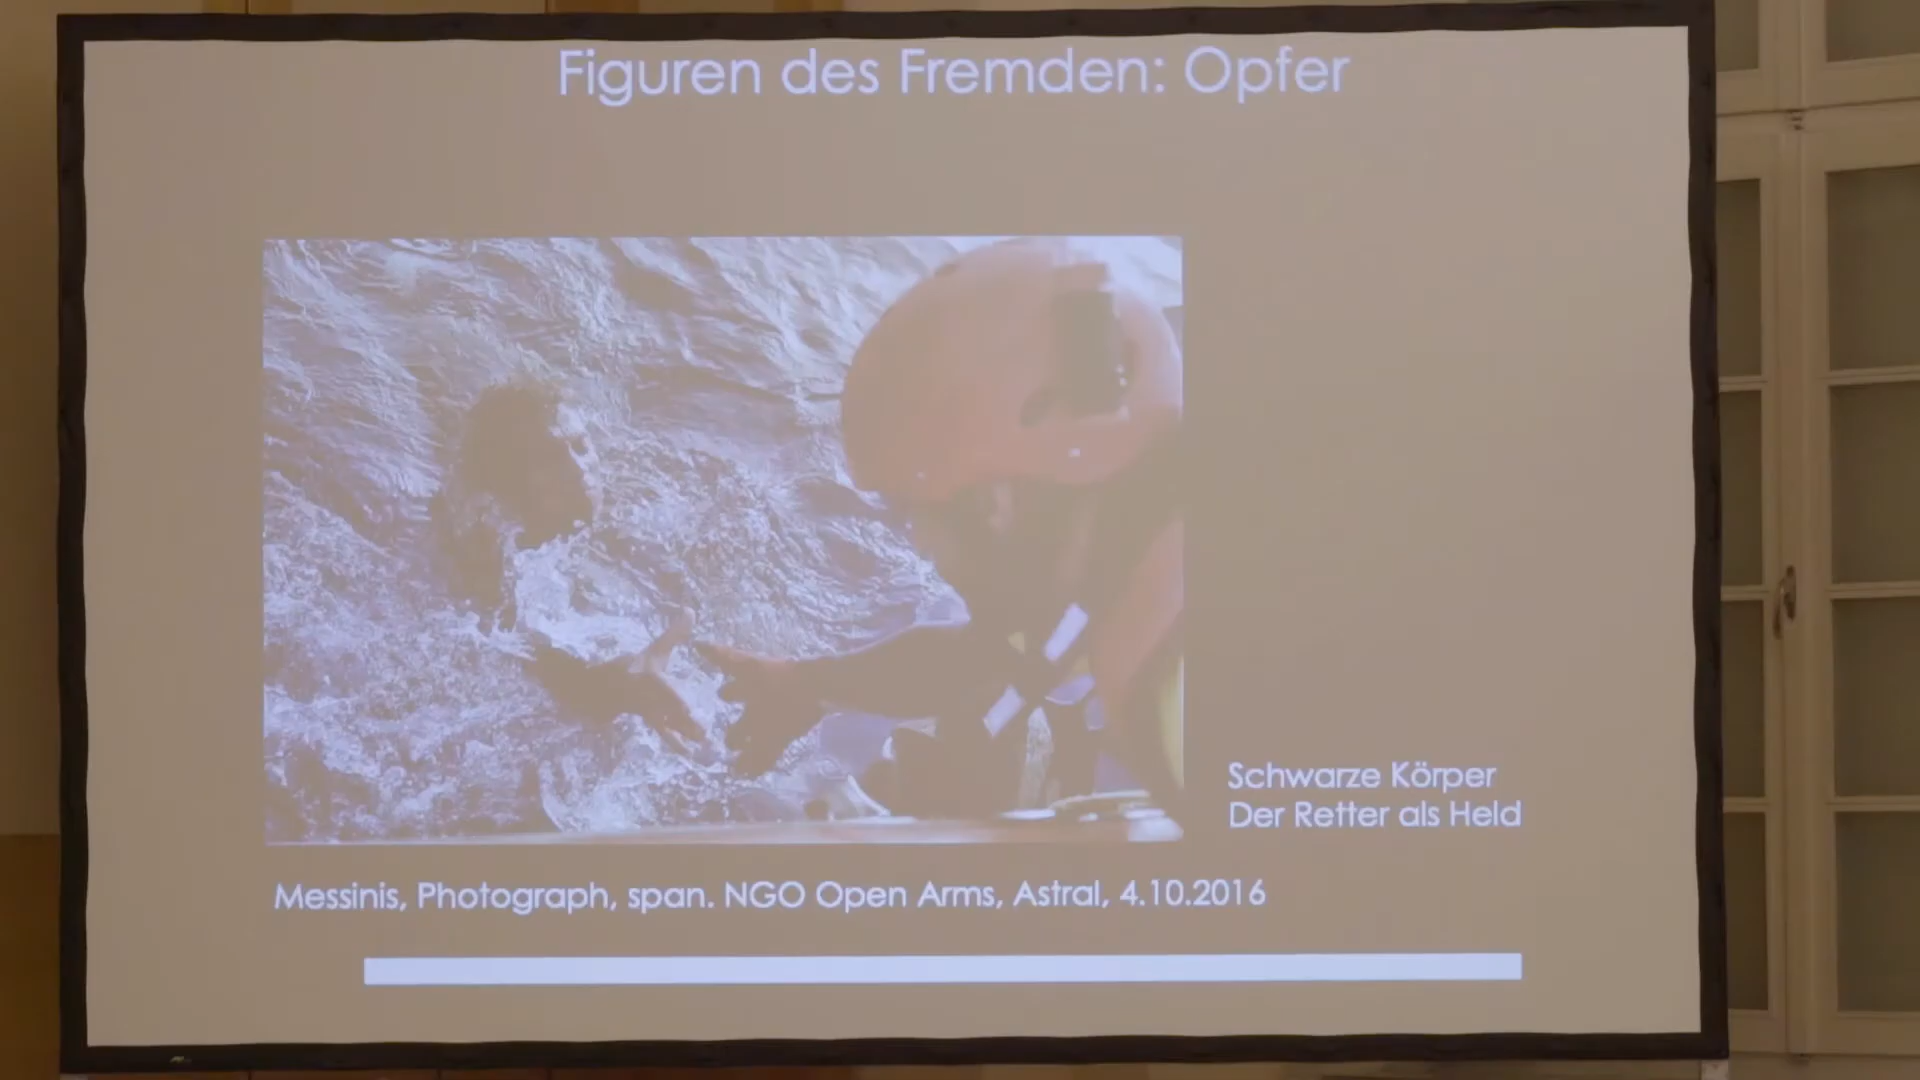 Figuren des Fremden: Opfer
Schwarze Körper
Der Retter als Held
Messinis, Photograph, span. NGO Open Arms, Astral, 4.10.2016